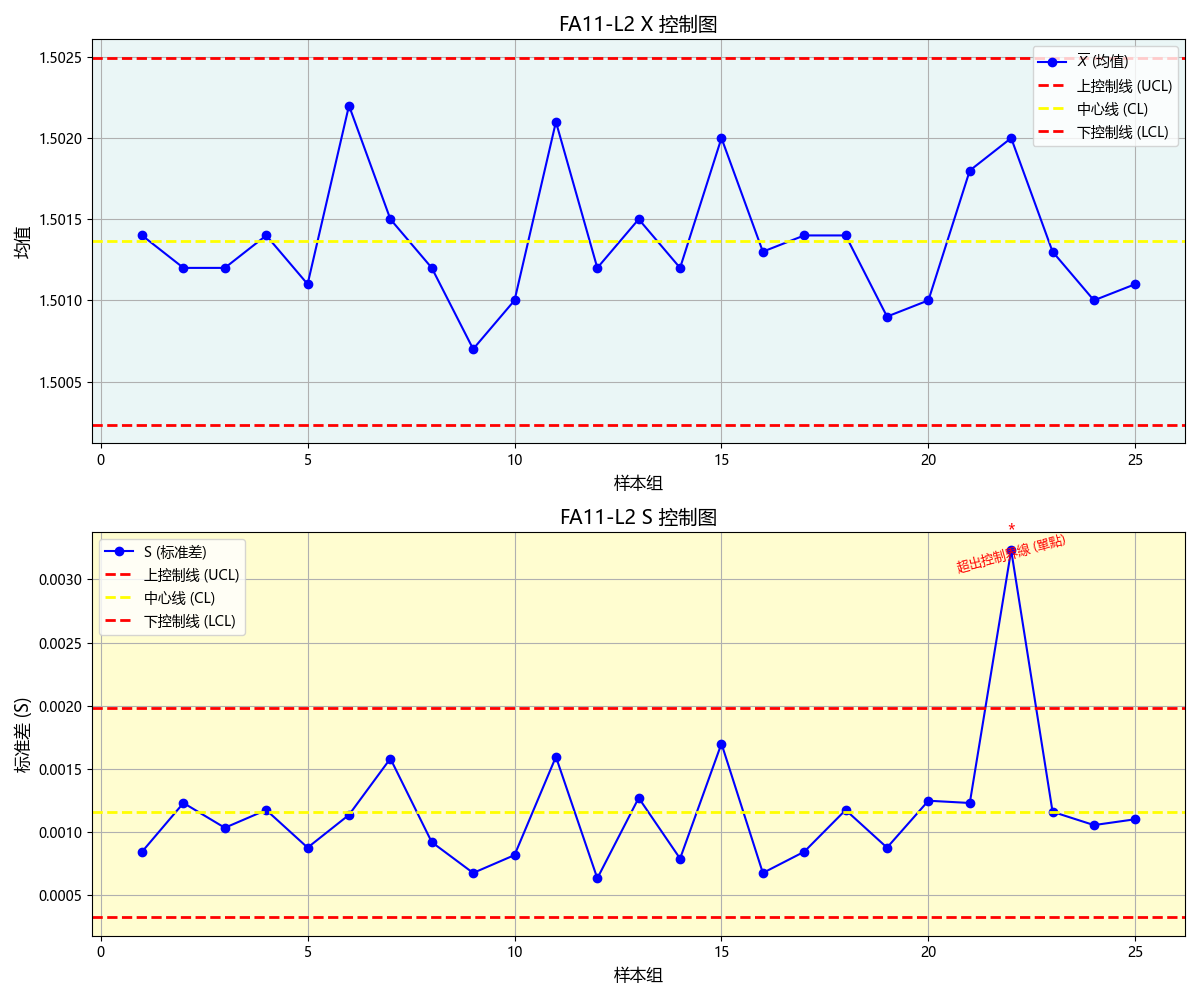 FA11-L2 X 控制图
1.5025
1.5020
1.5015
1.5010
1.5005
均值
X (均值)
上控制线 (UCL)
中心线 (CL)
下控制线 (LCL)
0 5 10 15 20 25
样本组
FA11-L2 S 控制图
*
超出控制界線 (單點)
0.0030
0.0025
0.0020
0.0015
0.0010
0.0005
标准差 (S)
S (标准差)
上控制线 (UCL)
中心线 (CL)
下控制线 (LCL)
0 5 10 15 20 25
样本组